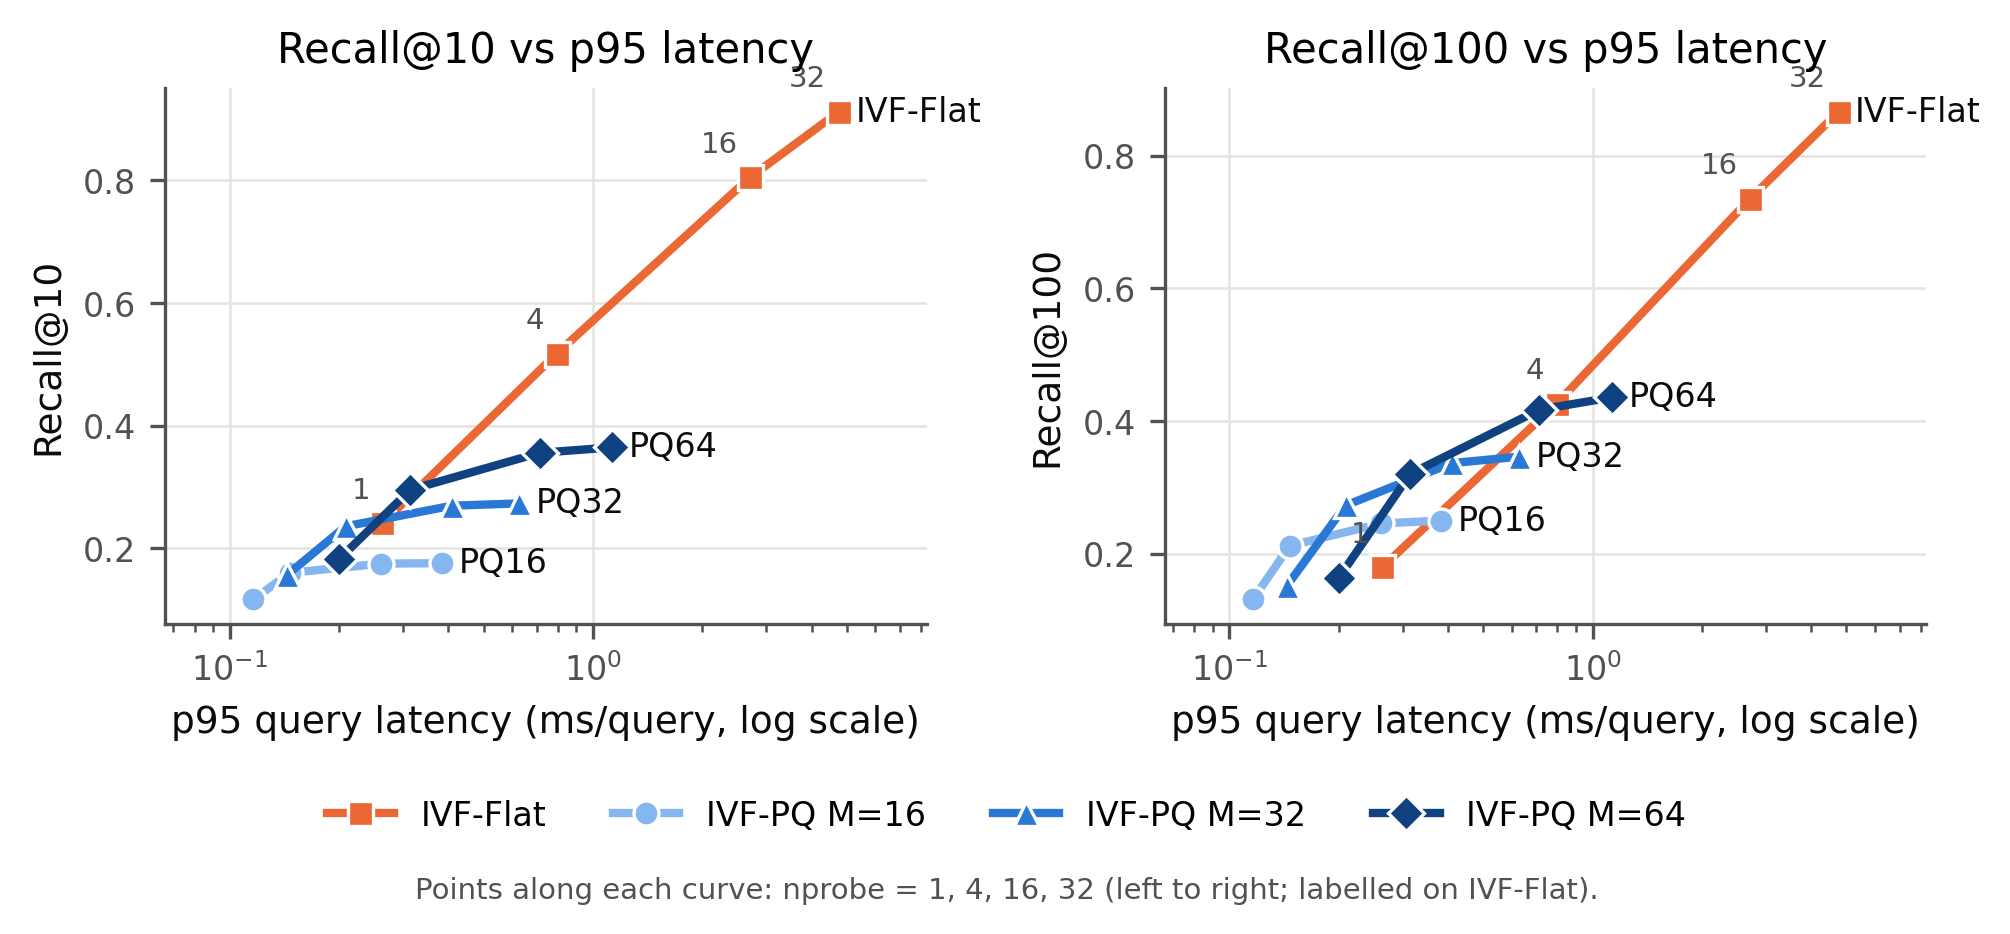 Recall@10 vs p95 latency
Recall@10
0.8
0.6
0.4
0.2
32
IVF-Flat
16
4
1
PQ64
PQ32
PQ16
10⁻¹
10⁰
p95 query latency (ms/query, log scale)
Recall@100 vs p95 latency
Recall@100
0.8
0.6
0.4
0.2
32
IVF-Flat
16
4
PQ64
PQ32
PQ16
1
10⁻¹
10⁰
p95 query latency (ms/query, log scale)
IVF-Flat
IVF-PQ M=16
IVF-PQ M=32
IVF-PQ M=64
Points along each curve: nprobe = 1, 4, 16, 32 (left to right; labelled on IVF-Flat).